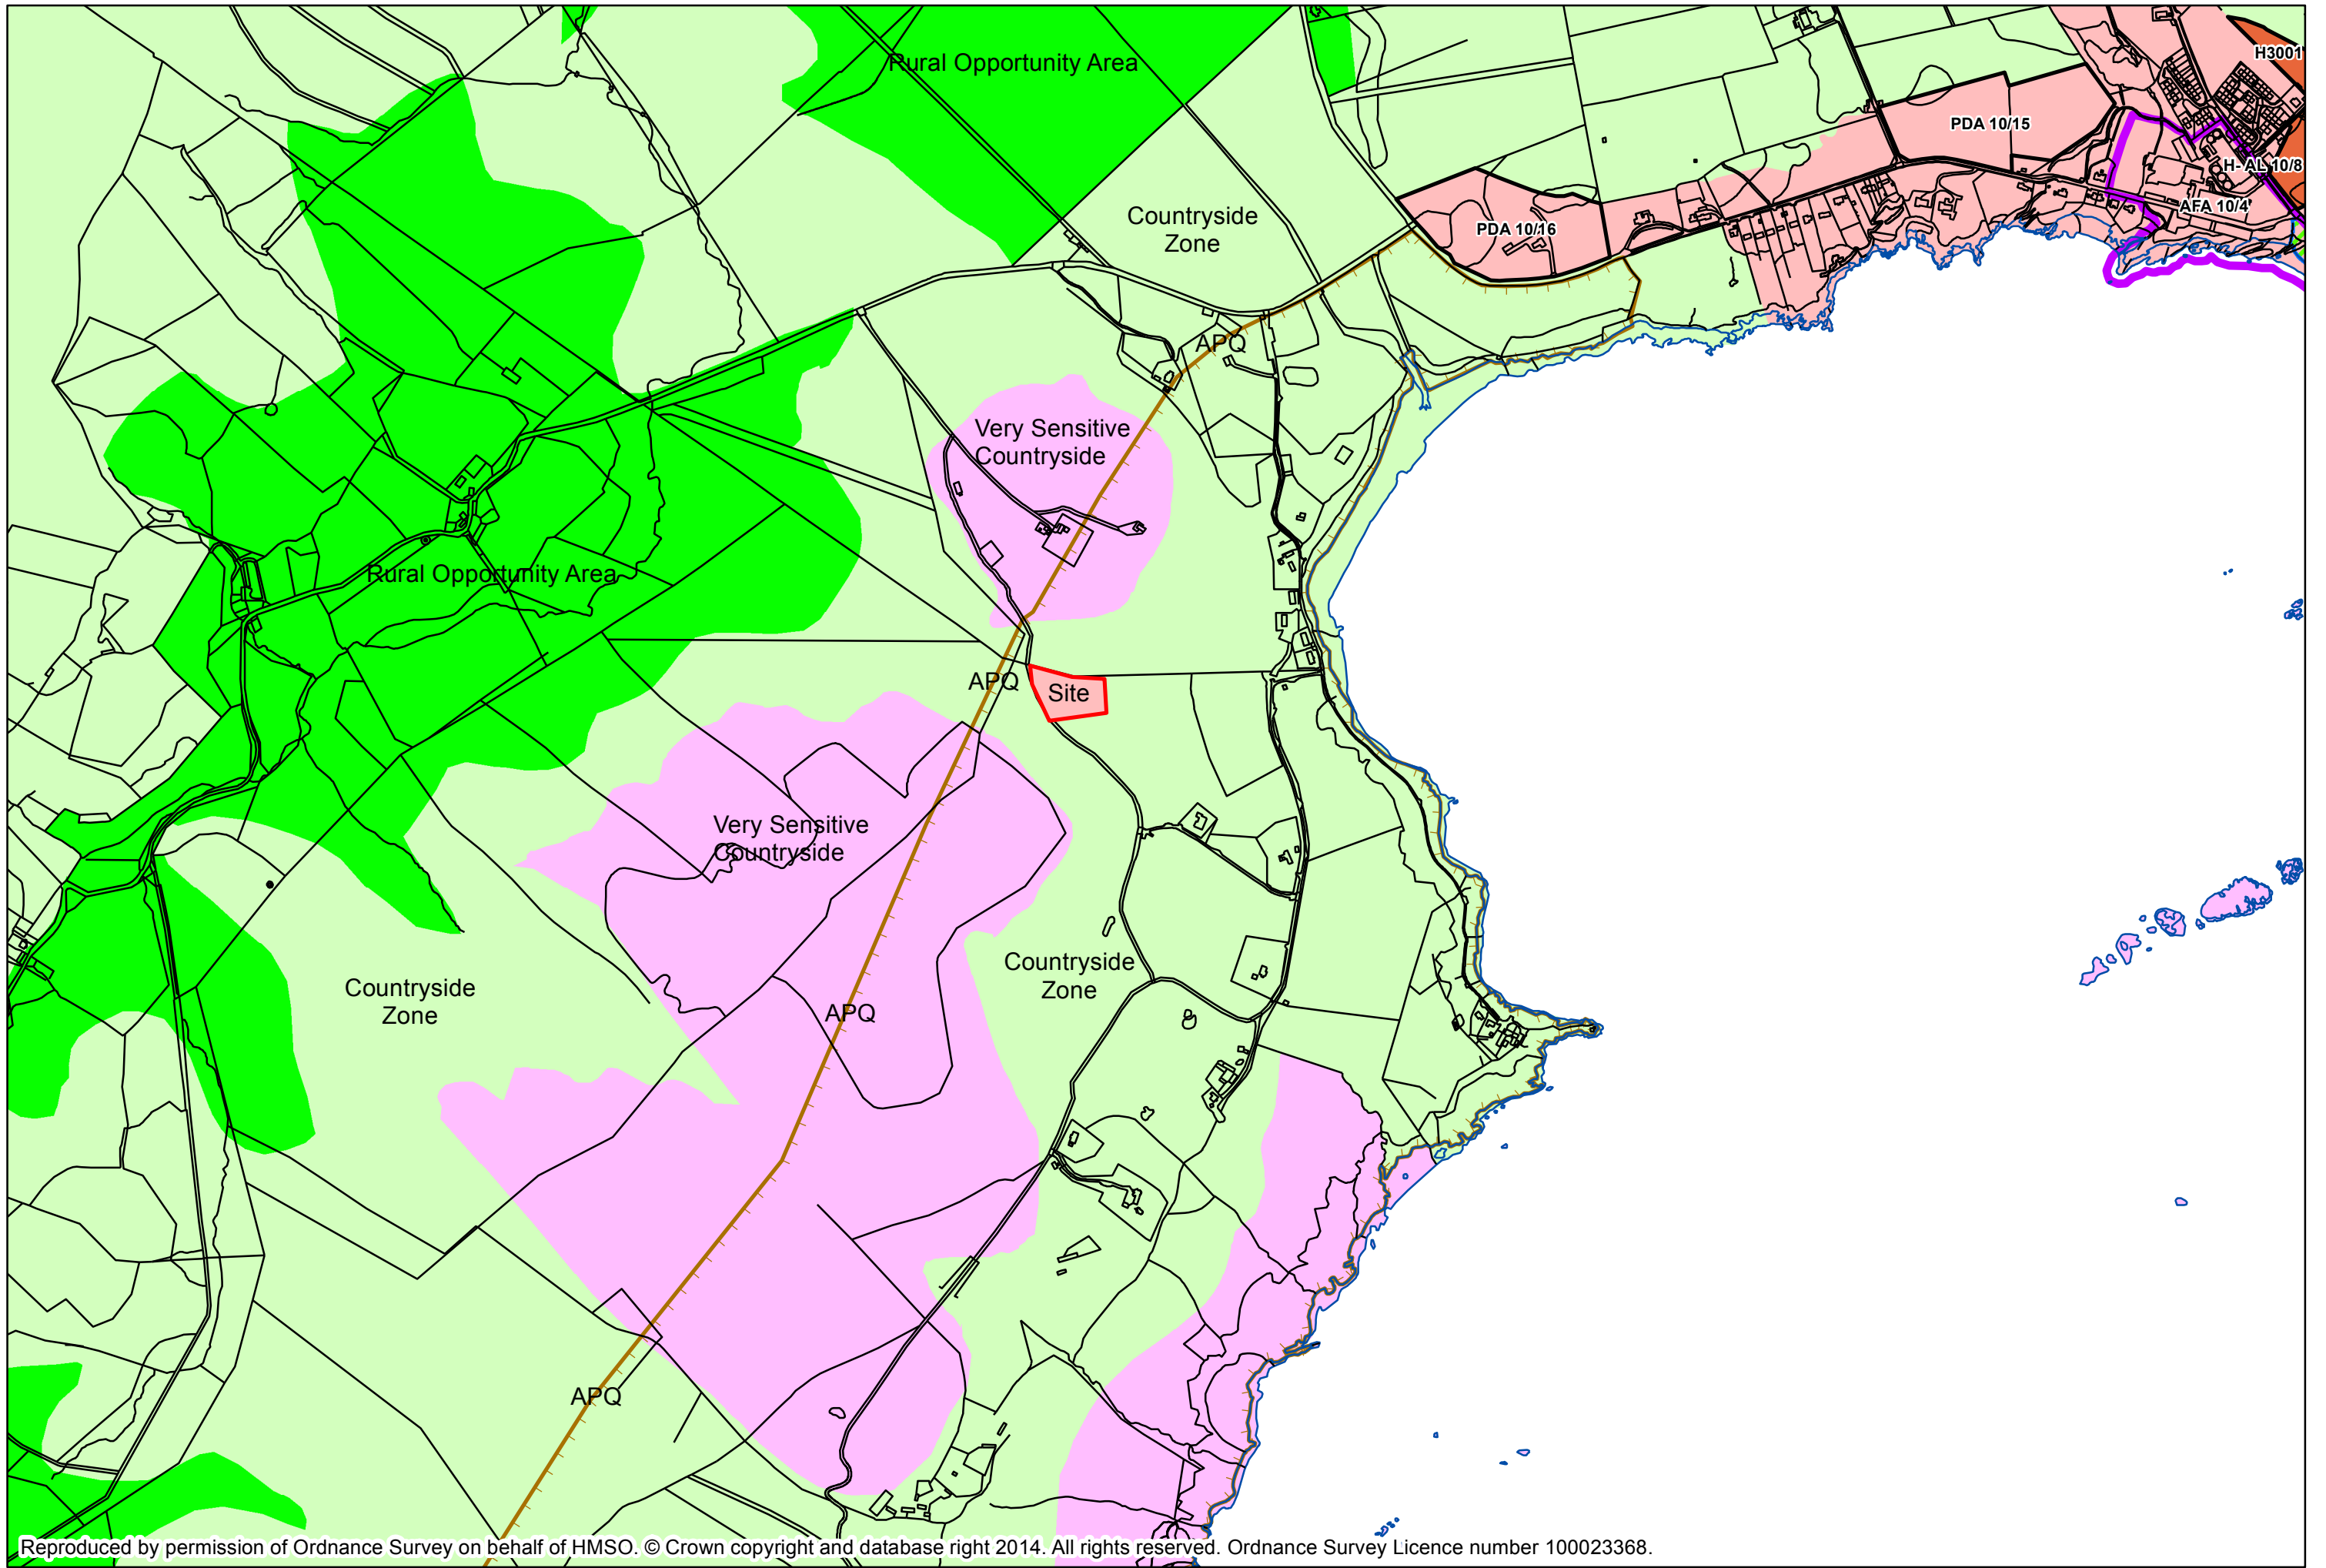 Rural Opportunity Area
H3001
PDA 10/15
H- AL 10/8
AFA 10/4
Countryside
Zone
PDA 10/16
APQ
Very Sensitive
Countryside
Rural Opportunity Area
APQ
Site
Very Sensitive
Countryside
Countryside
Zone
Countryside
Zone
APQ
APQ
Reproduced by permission of Ordnance Survey on behalf of HMSO. © Crown copyright and database right 2014. All rights reserved. Ordnance Survey Licence number 100023368.